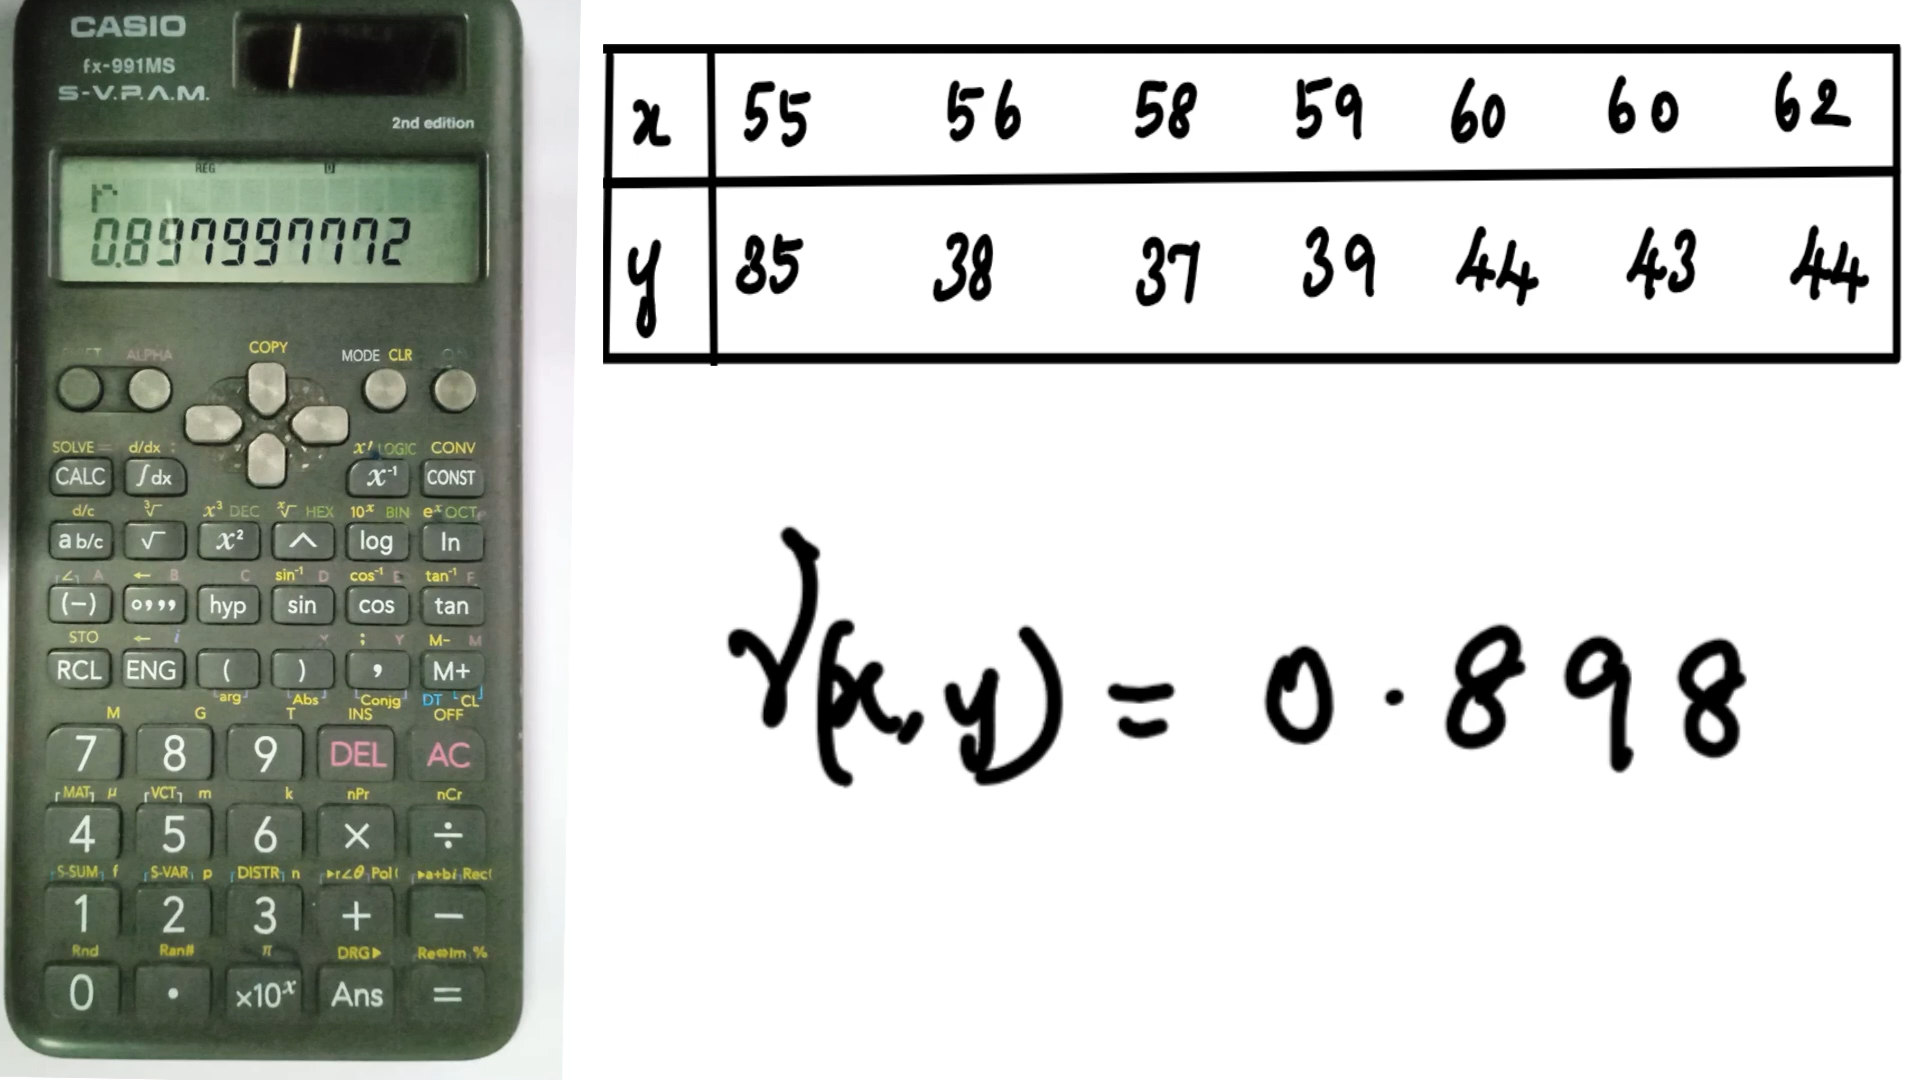 CASIO
fx-991MS
S-V.P.A.M.
2nd edition
REG D
r
0.897997772
COPY
ALPHA MODE CLR
SOLVE = d/dx : x! LOGIC CONV
CALC ∫dx x⁻¹ CONST
d/c ³√ x³ DEC ˣ√ HEX 10ˣ BIN eˣ OCT
a b/c √ x² ^ log ln
∠ A ← B C sin⁻¹ D cos⁻¹ E tan⁻¹ F
(−) o,,, hyp sin cos tan
STO ← i X ; Y M- M
RCL ENG ( ) , M+
arg Abs Conjg DT CL
M G T INS OFF
7 8 9 DEL AC
MAT μ VCT m k nPr nCr
4 5 6 × ÷
S-SUM f S-VAR p DISTR n ▸r∠θ Pol( ▸a+bi Rec(
1 2 3 + −
Rnd Ran# π DRG▸ Re⇔Im %
0 . ×10ˣ Ans =
x 55 56 58 59 60 60 62
y 35 38 37 39 44 43 44
r(x,y) = 0.898